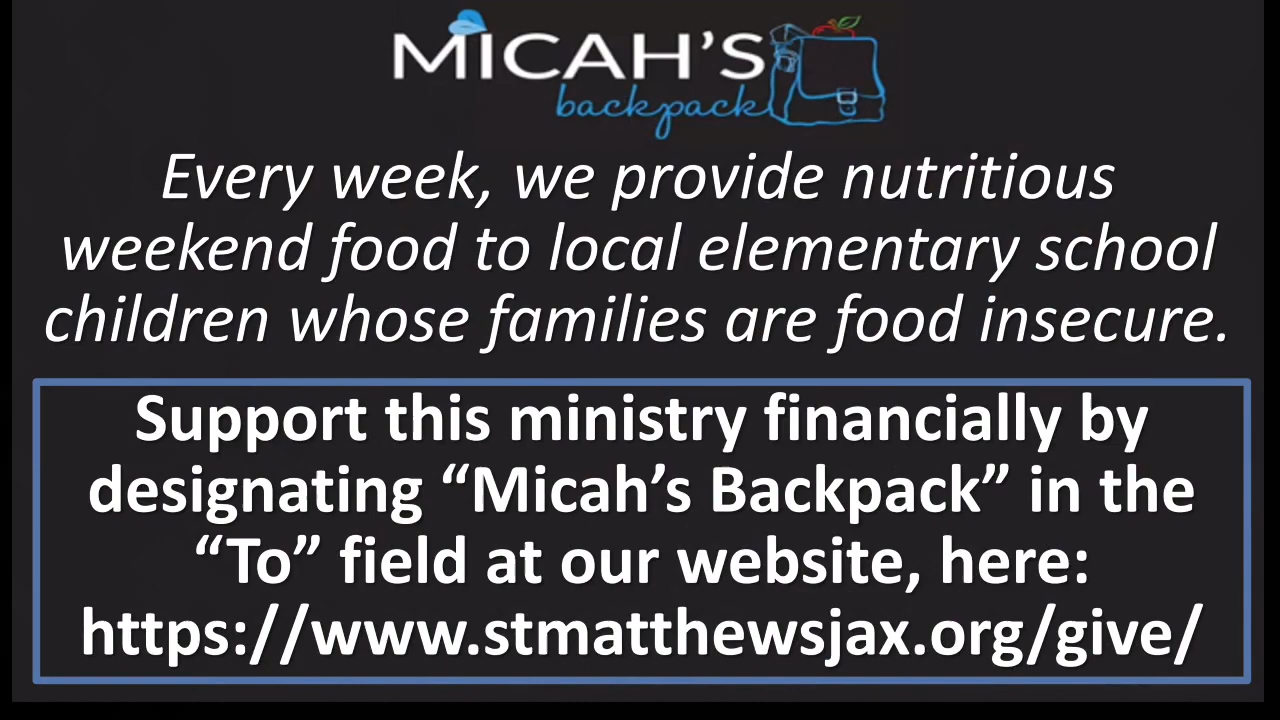 MICAH'S
backpack
Every week, we provide nutritious
weekend food to local elementary school
children whose families are food insecure.
Support this ministry financially by
designating “Micah’s Backpack” in the
“To” field at our website, here:
https://www.stmatthewsjax.org/give/